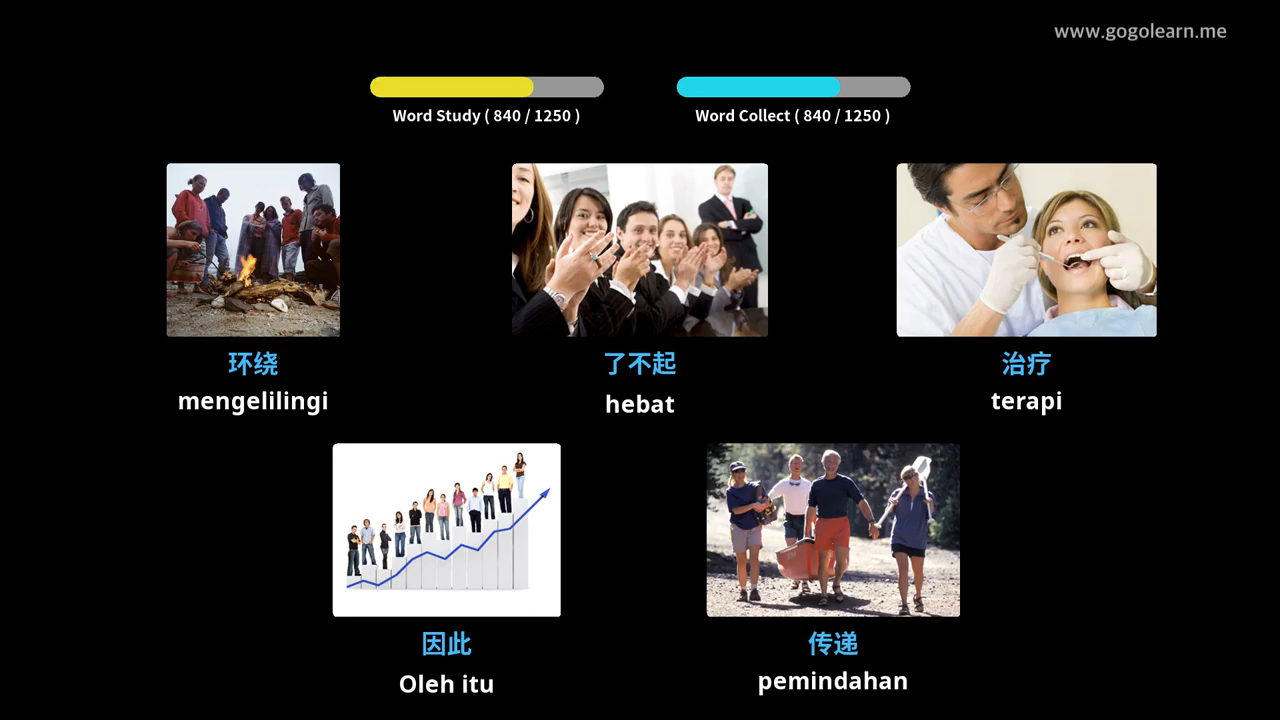 www.gogolearn.me
Word Study ( 840 / 1250 )
Word Collect ( 840 / 1250 )
环绕
mengelilingi
了不起
hebat
治疗
terapi
因此
Oleh itu
传递
pemindahan